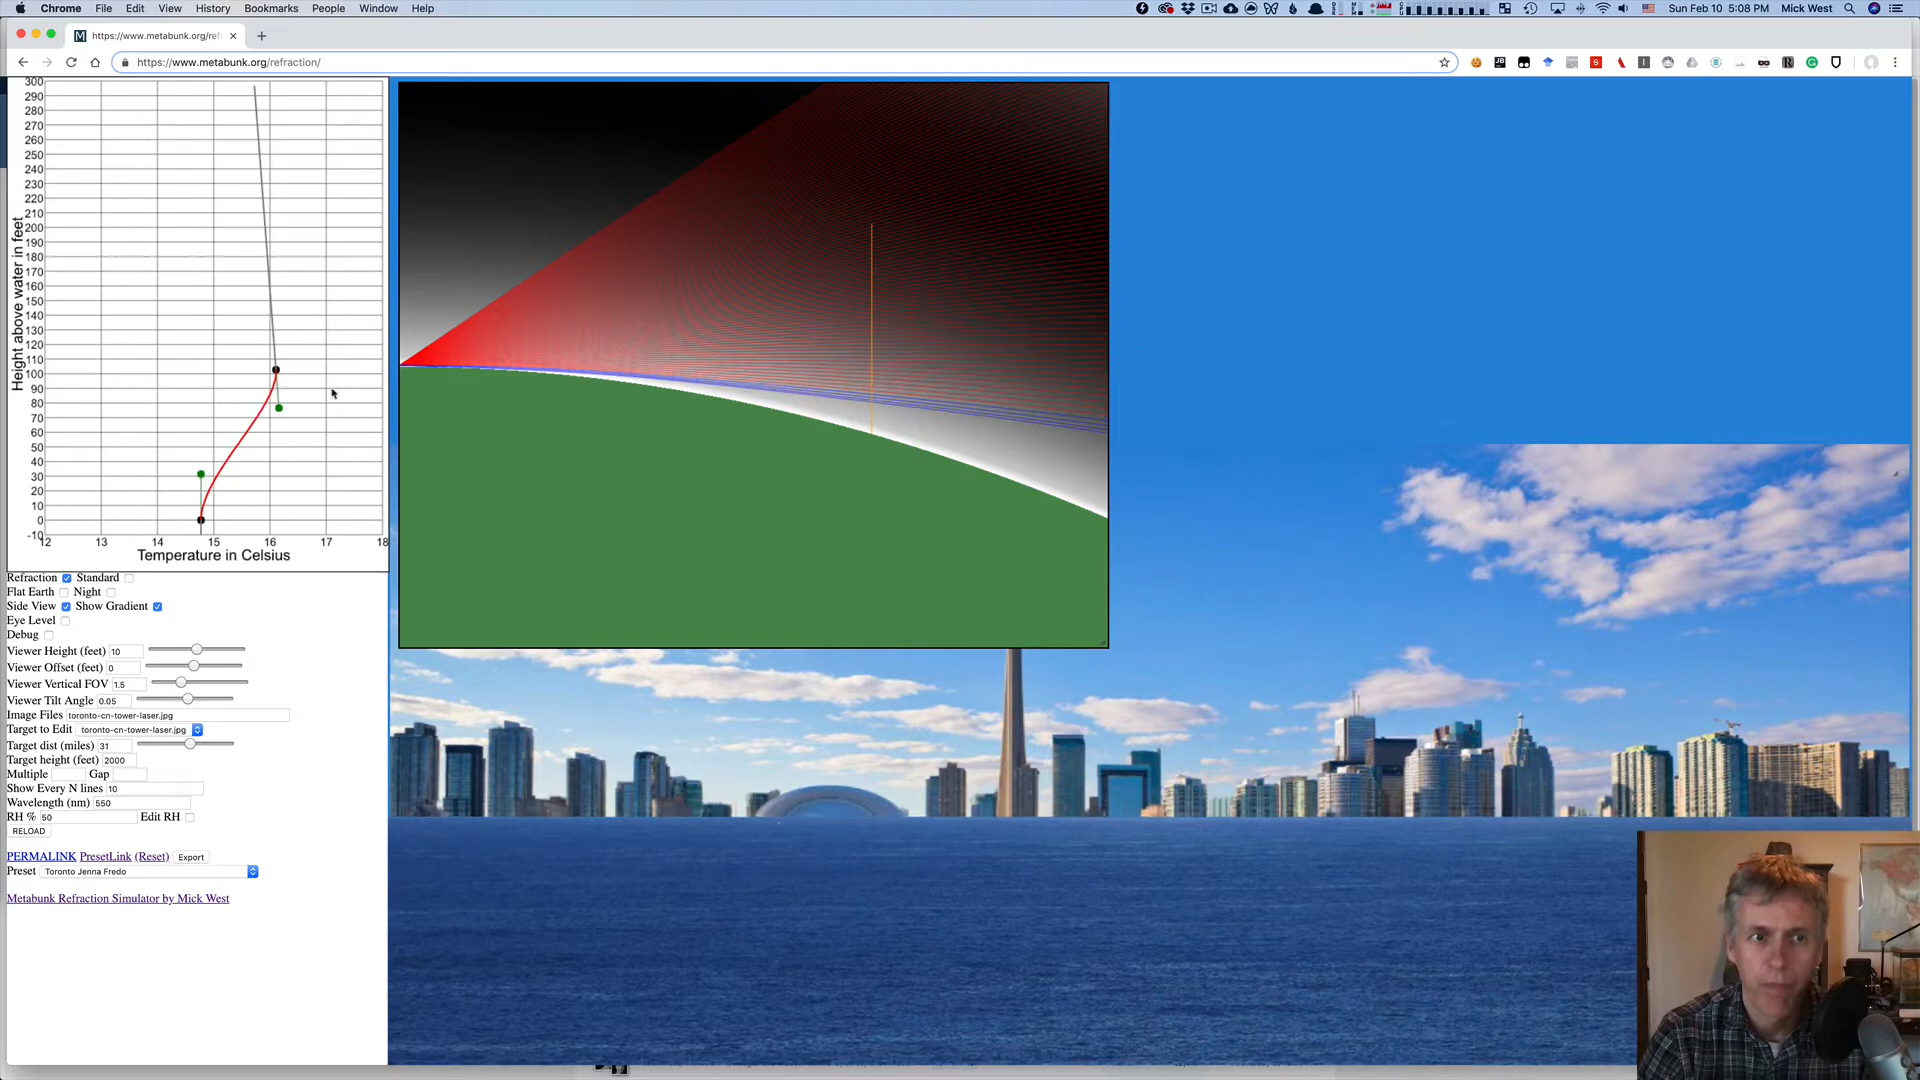 Chrome File Edit View History Bookmarks People Window Help
Sun Feb 10 5:08 PM Mick West
https://www.metabunk.org/ref
https://www.metabunk.org/refraction/
300
290
280
270
260
250
240
230
220
210
200
190
180
170
160
150
140
130
120
110
100
90
80
70
60
50
40
30
20
10
0
-10
Height above water in feet
12 13 14 15 16 17 18
Temperature in Celsius
Refraction Standard
Flat Earth Night
Side View Show Gradient
Eye Level
Debug
Viewer Height (feet) 10
Viewer Offset (feet) 0
Viewer Vertical FOV 1.5
Viewer Tilt Angle 0.05
Image Files toronto-cn-tower-laser.jpg
Target to Edit toronto-cn-tower-laser.jpg
Target dist (miles) 31
Target height (feet) 2000
Multiple Gap
Show Every N lines 10
Wavelength (nm) 550
RH % 50 Edit RH
RELOAD
PERMALINK PresetLink (Reset) Export
Preset Toronto Jenna Fredo
Metabunk Refraction Simulator by Mick West